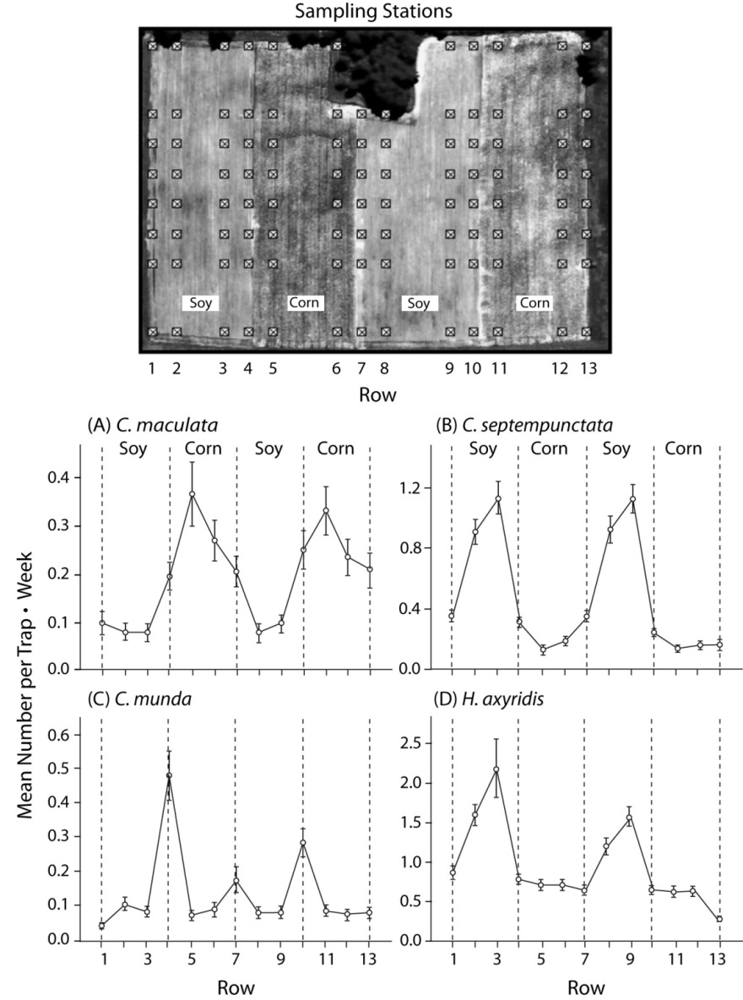 Sampling Stations
Soy Corn Soy Corn
1 2 3 4 5 6 7 8 9 10 11 12 13
Row
(A) C. maculata
Soy Corn Soy Corn
0.4
0.3
0.2
0.1
0.0
(B) C. septempunctata
Soy Corn Soy Corn
1.2
0.8
0.4
0.0
Mean Number per Trap • Week
(C) C. munda
0.6
0.5
0.4
0.3
0.2
0.1
0.0
1 3 5 7 9 11 13
Row
(D) H. axyridis
2.5
2.0
1.5
1.0
0.5
0.0
1 3 5 7 9 11 13
Row